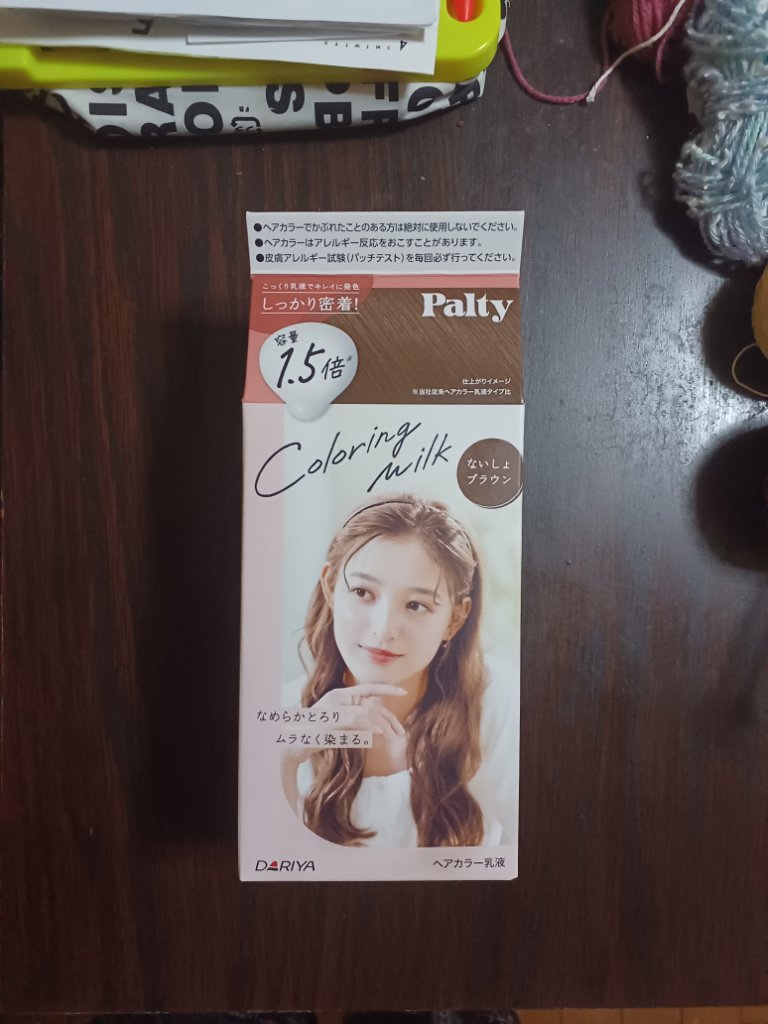 ●ヘアカラーでかぶれたことのある方は絶対に使用しないでください。
●ヘアカラーはアレルギー反応をおこすことがあります。
●皮膚アレルギー試験(パッチテスト)を毎回必ず行ってください。
こっくり乳液でキレイに発色
しっかり密着!
Palty
容量
1.5倍※
仕上がりイメージ
※当社従来ヘアカラー乳液タイプ比
Coloring
milk
ないしょ
ブラウン
なめらかとろり
ムラなく染まる。
DARIYA
ヘアカラー乳液